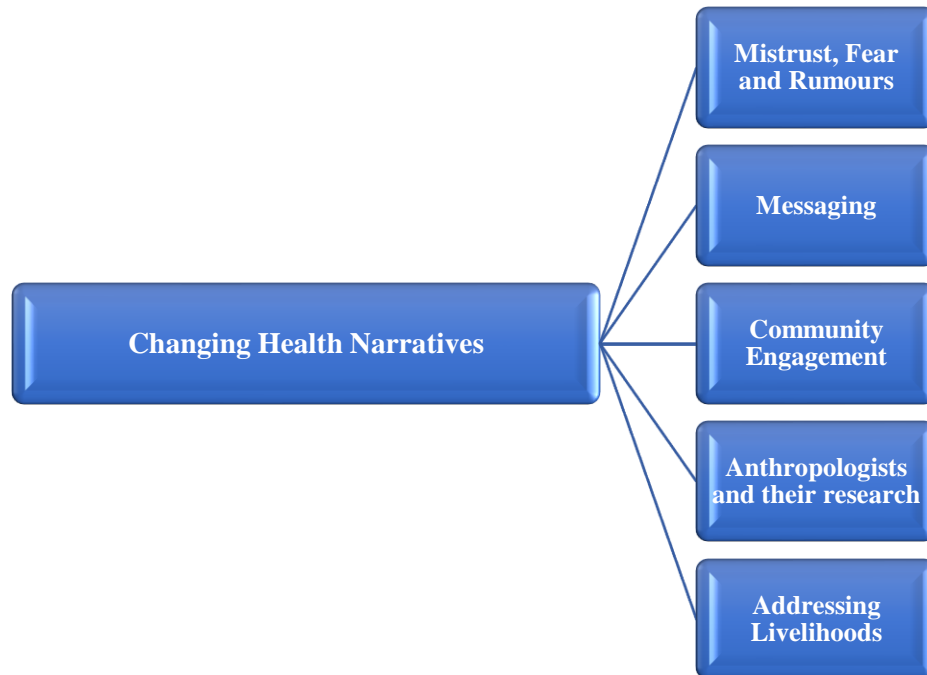 Changing Health Narratives
Mistrust, Fear
and Rumours
Messaging
Community
Engagement
Anthropologists
and their research
Addressing
Livelihoods